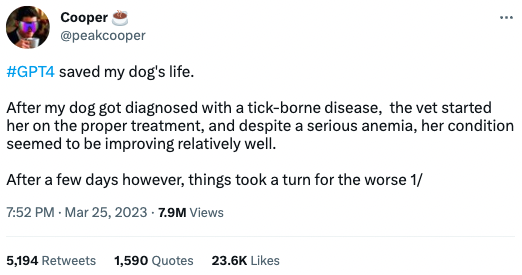 Cooper ☕
@peakcooper
#GPT4 saved my dog's life.
After my dog got diagnosed with a tick-borne disease,  the vet started
her on the proper treatment, and despite a serious anemia, her condition
seemed to be improving relatively well.
After a few days however, things took a turn for the worse 1/
7:52 PM · Mar 25, 2023 · 7.9M Views
5,194 Retweets 1,590 Quotes 23.6K Likes